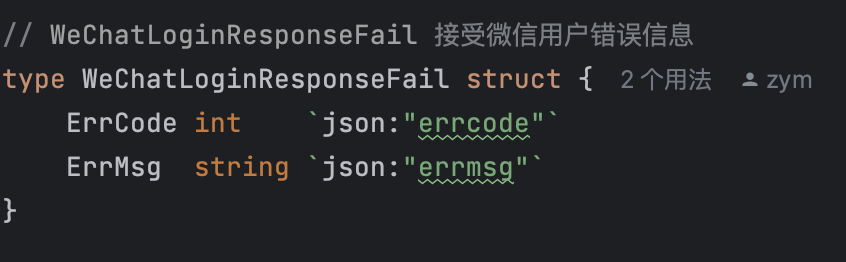 // WeChatLoginResponseFail 接受微信用户错误信息
type WeChatLoginResponseFail struct { 2 个用法 zym
    ErrCode int    `json:"errcode"`
    ErrMsg  string `json:"errmsg"`
}